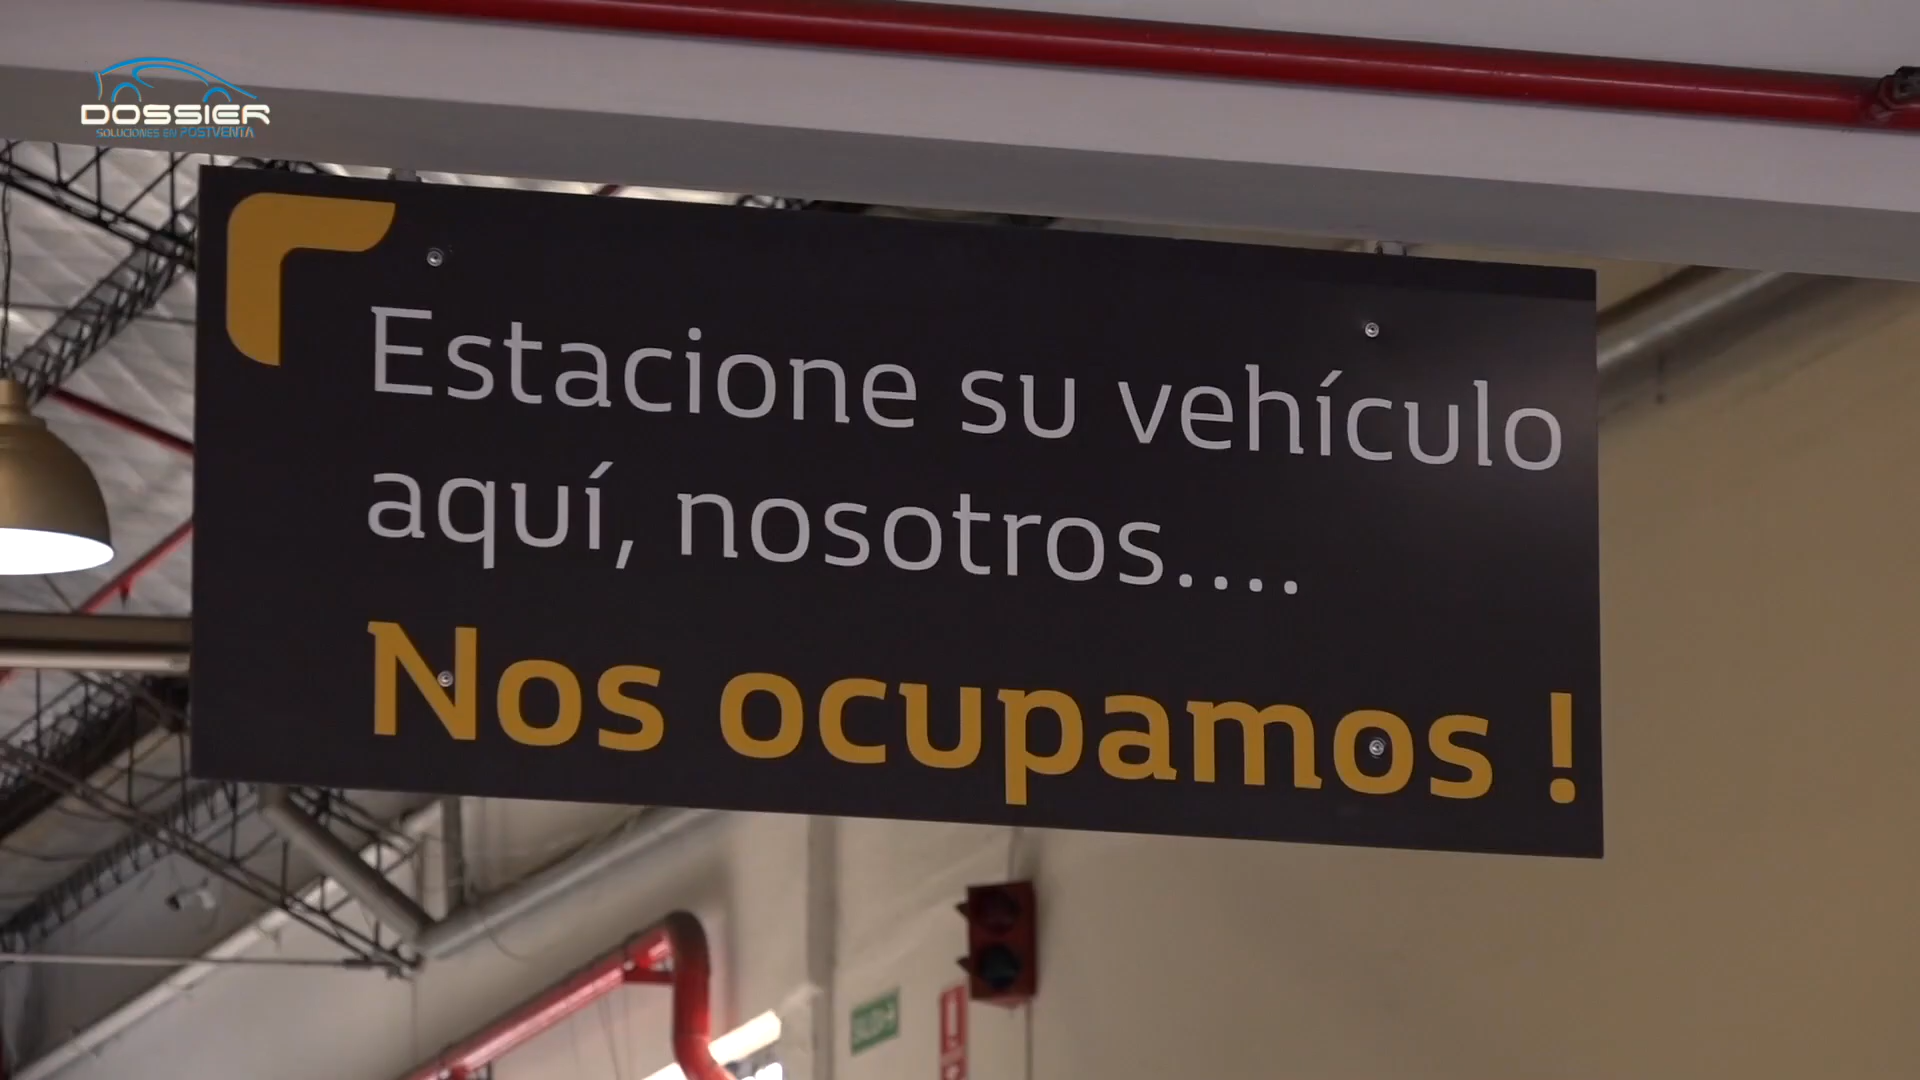 DOSSIER
SOLUCIONES EN POSTVENTA
Estacione su vehículo
aquí, nosotros....
Nos ocupamos !